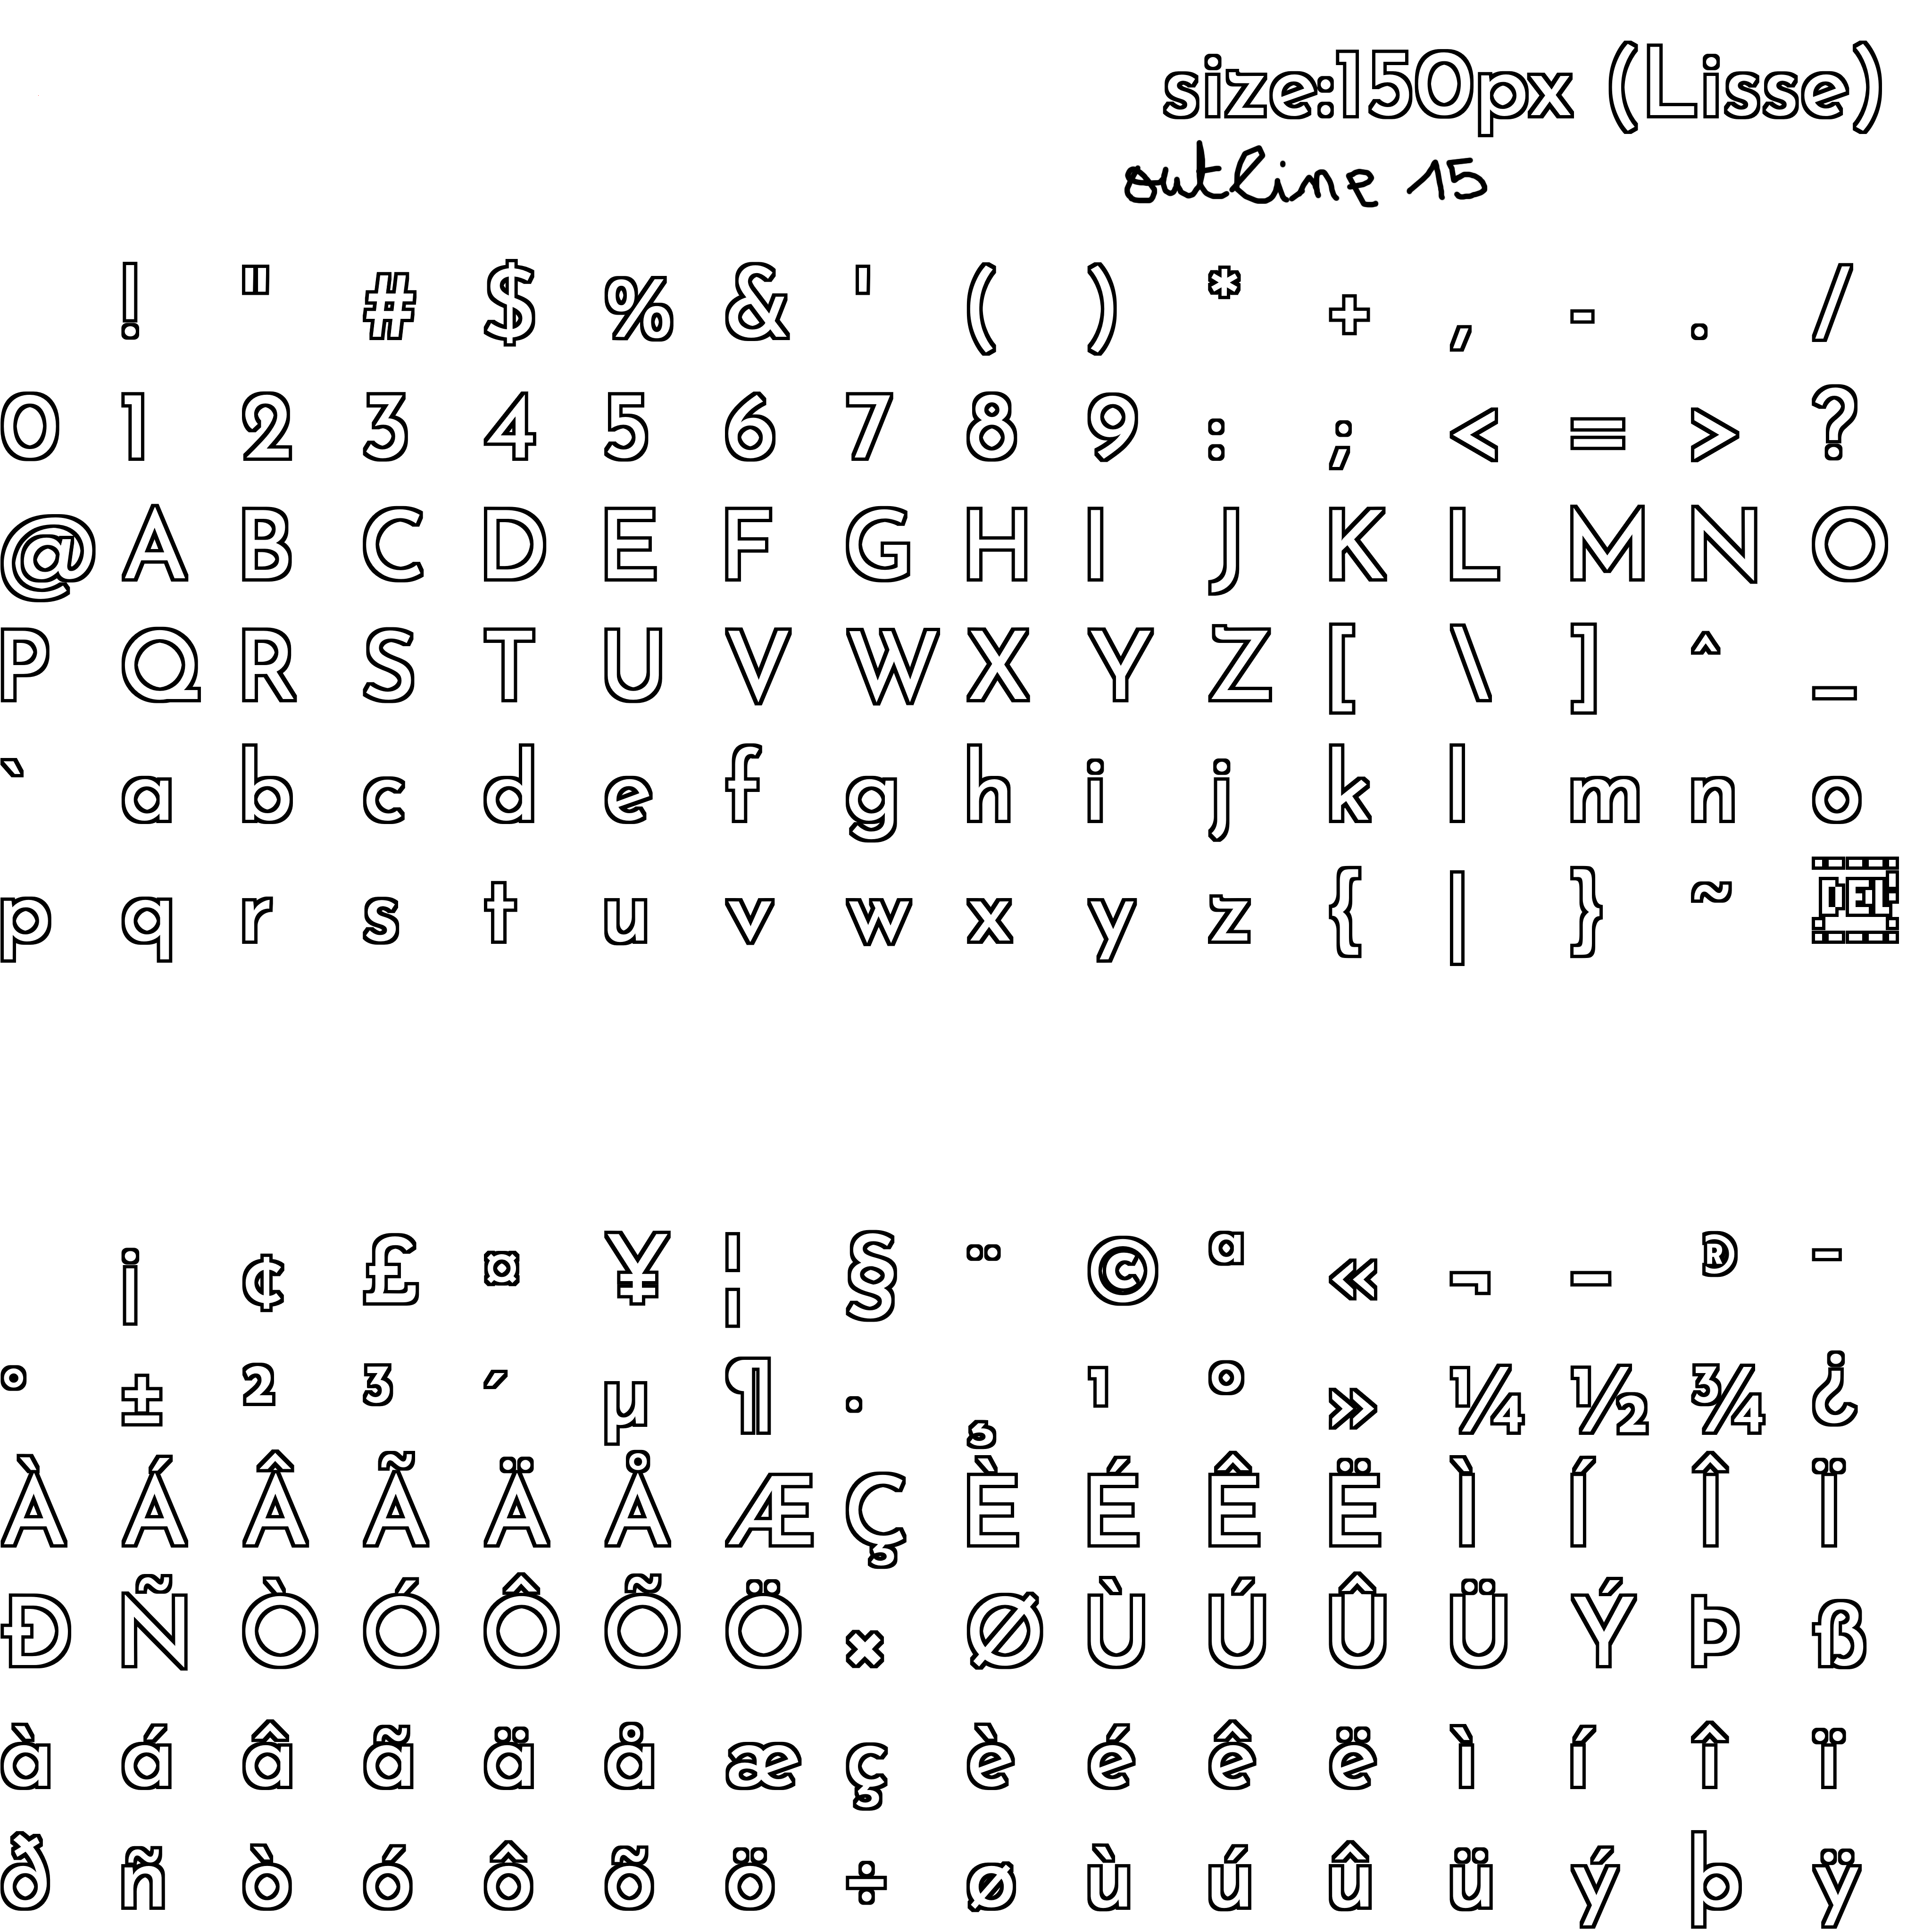 size:150px (Lisse)
outline 15
! " # $ % & ' ( ) * + , - . /
0 1 2 3 4 5 6 7 8 9 : ; < = > ?
@ A B C D E F G H I J K L M N O
P Q R S T U V W X Y Z [ \ ] ^ _
` a b c d e f g h i j k l m n o
p q r s t u v w x y z { | } ~ DEL
¡ ¢ £ ¤ ¥ ¦ § ¨ © ª « ¬ - ® ¯
° ± ² ³ ´ µ ¶ · ¸ ¹ º » ¼ ½ ¾ ¿
À Á Â Ã Ä Å Æ Ç È É Ê Ë Ì Í Î Ï
Ð Ñ Ò Ó Ô Õ Ö × Ø Ù Ú Û Ü Ý Þ ß
à á â ã ä å æ ç è é ê ë ì í î ï
ð ñ ò ó ô õ ö ÷ ø ù ú û ü ý þ ÿ